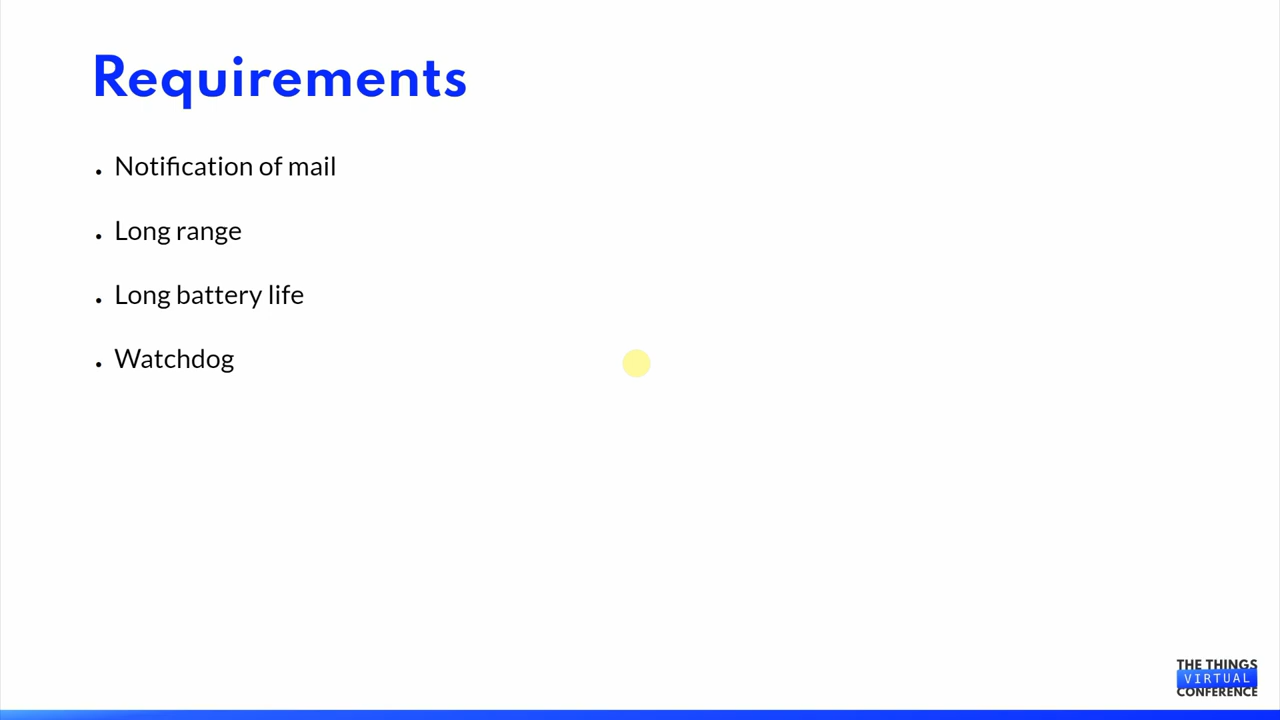 Requirements
Notification of mail
Long range
Long battery life
Watchdog
THE THINGS
VIRTUAL
CONFERENCE